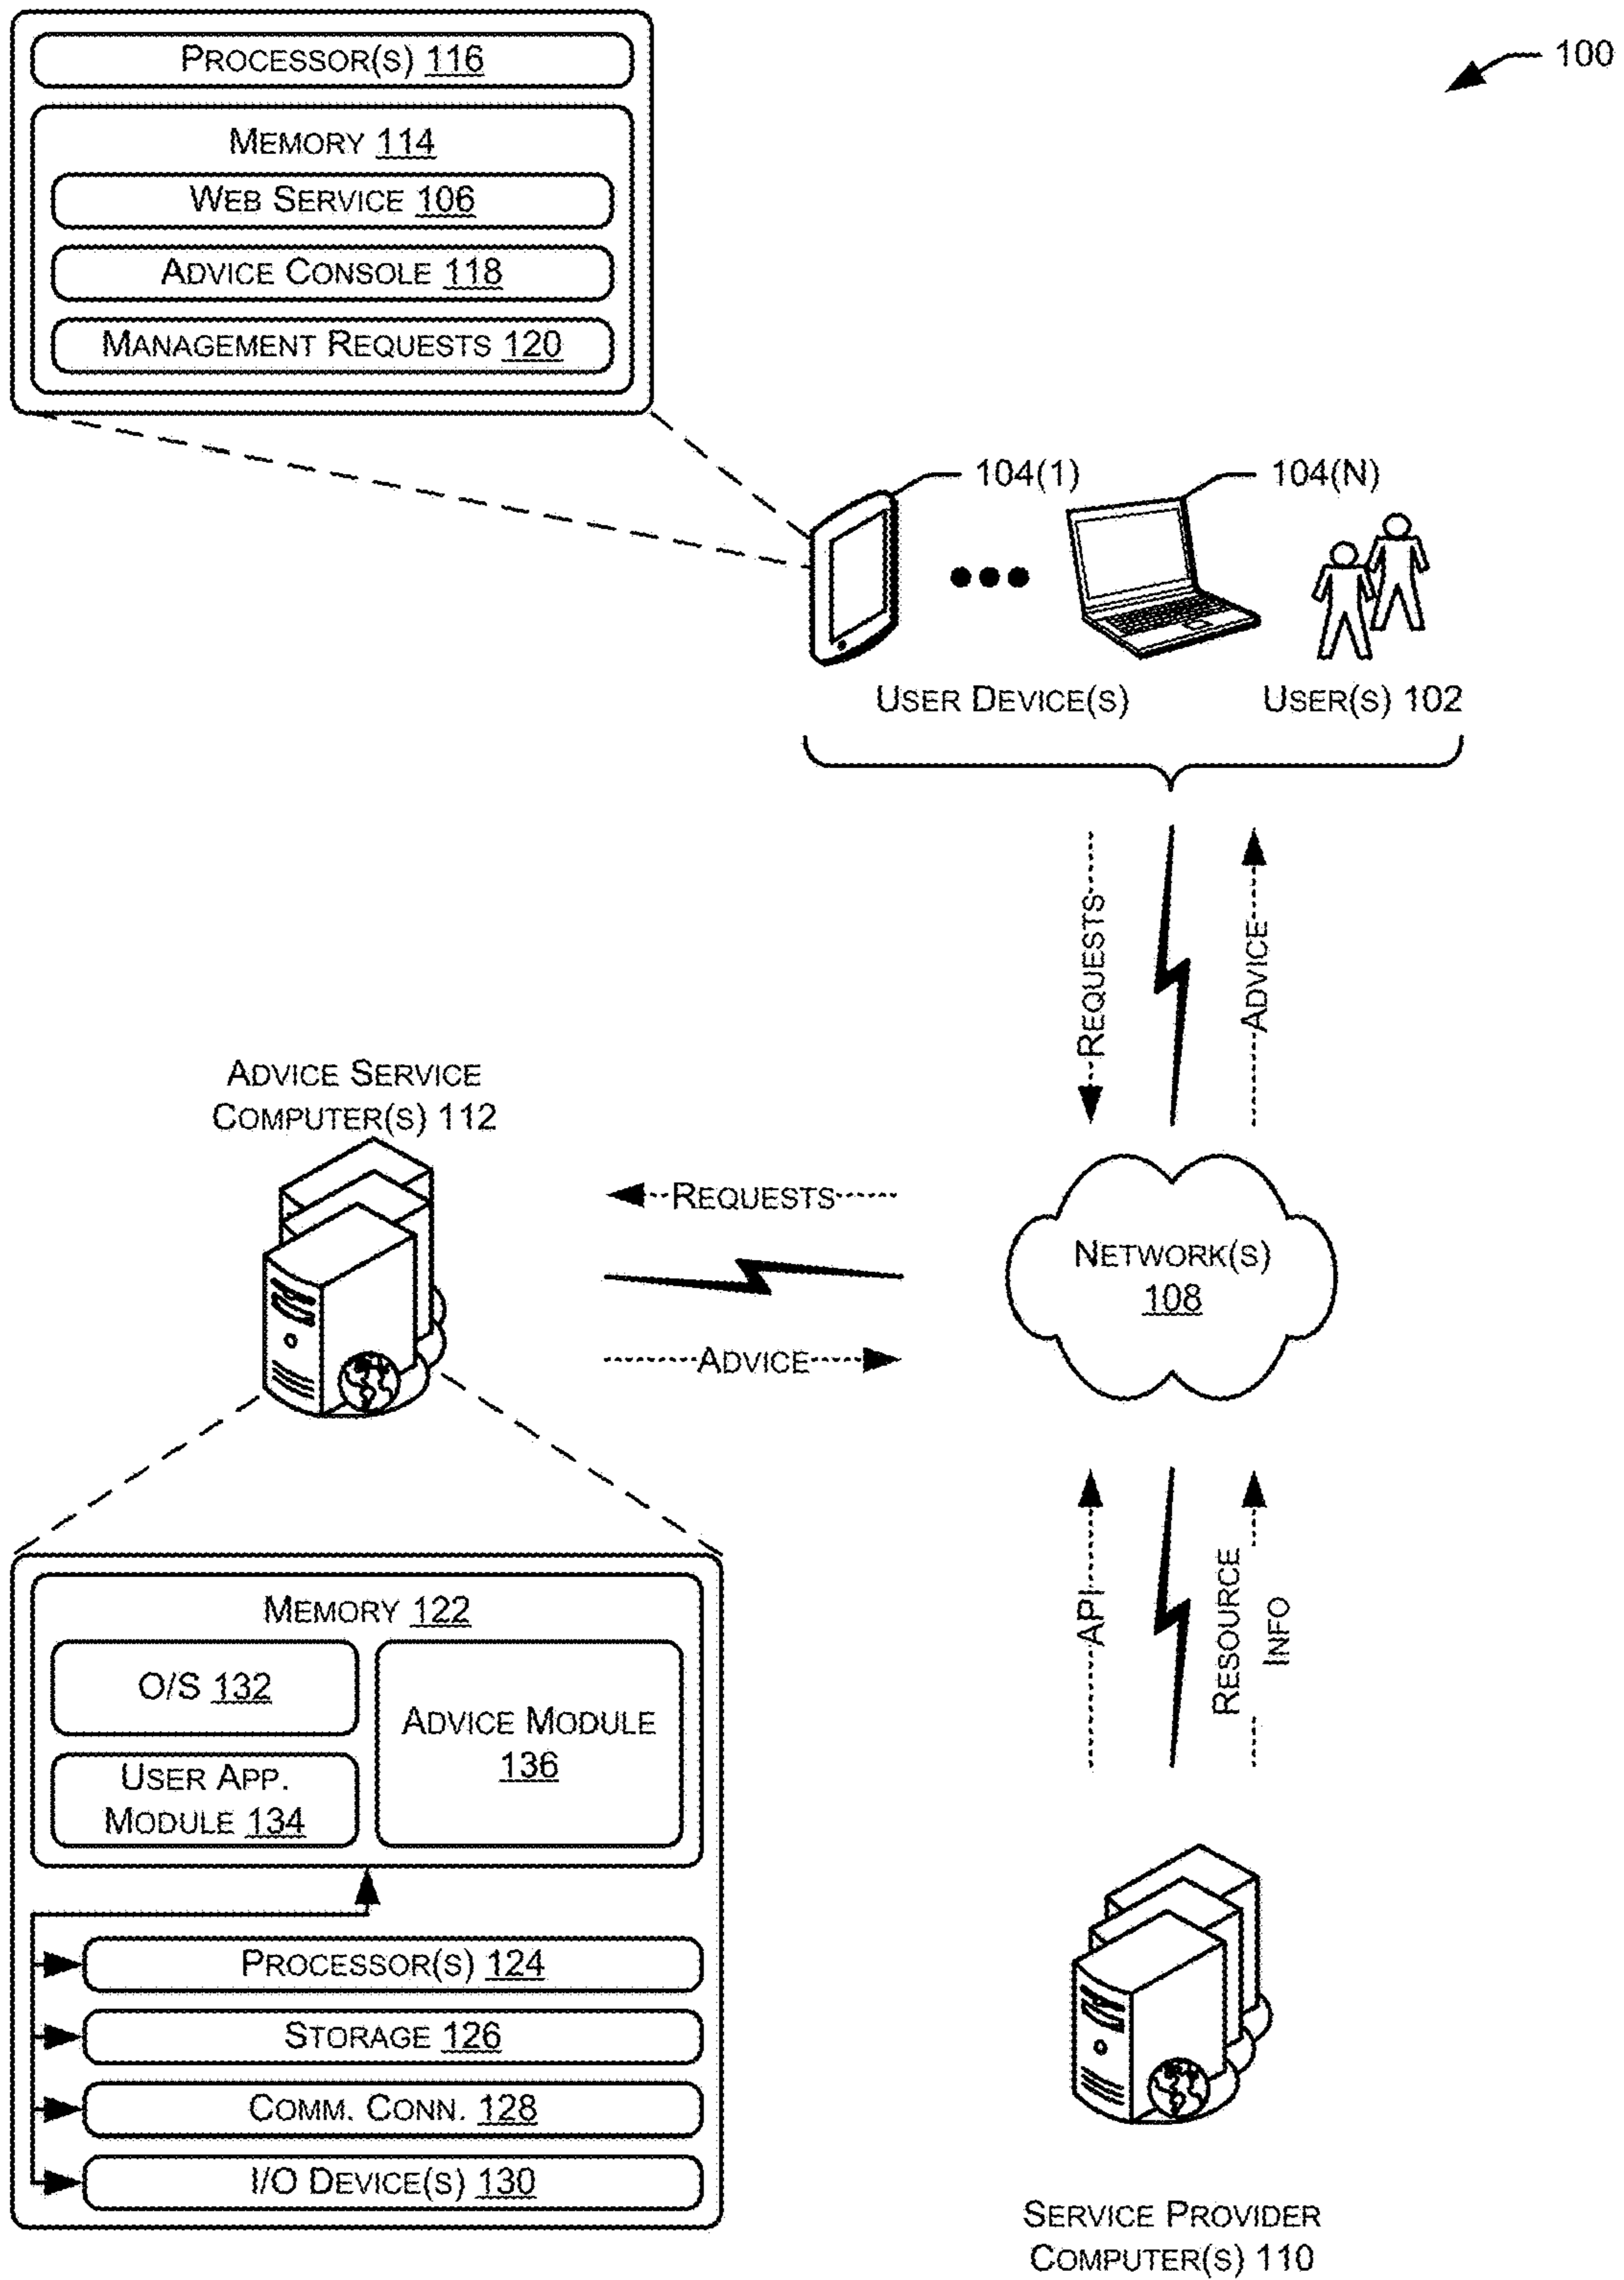 100
PROCESSOR(S) 116
MEMORY 114
WEB SERVICE 106
ADVICE CONSOLE 118
MANAGEMENT REQUESTS 120
104(1)
104(N)
USER DEVICE(S)
USER(S) 102
REQUESTS
ADVICE
ADVICE SERVICE
COMPUTER(S) 112
REQUESTS
ADVICE
NETWORK(S)
108
API
RESOURCE
INFO
MEMORY 122
O/S 132
USER APP.
MODULE 134
ADVICE MODULE
136
PROCESSOR(S) 124
STORAGE 126
COMM. CONN. 128
I/O DEVICE(S) 130
SERVICE PROVIDER
COMPUTER(S) 110